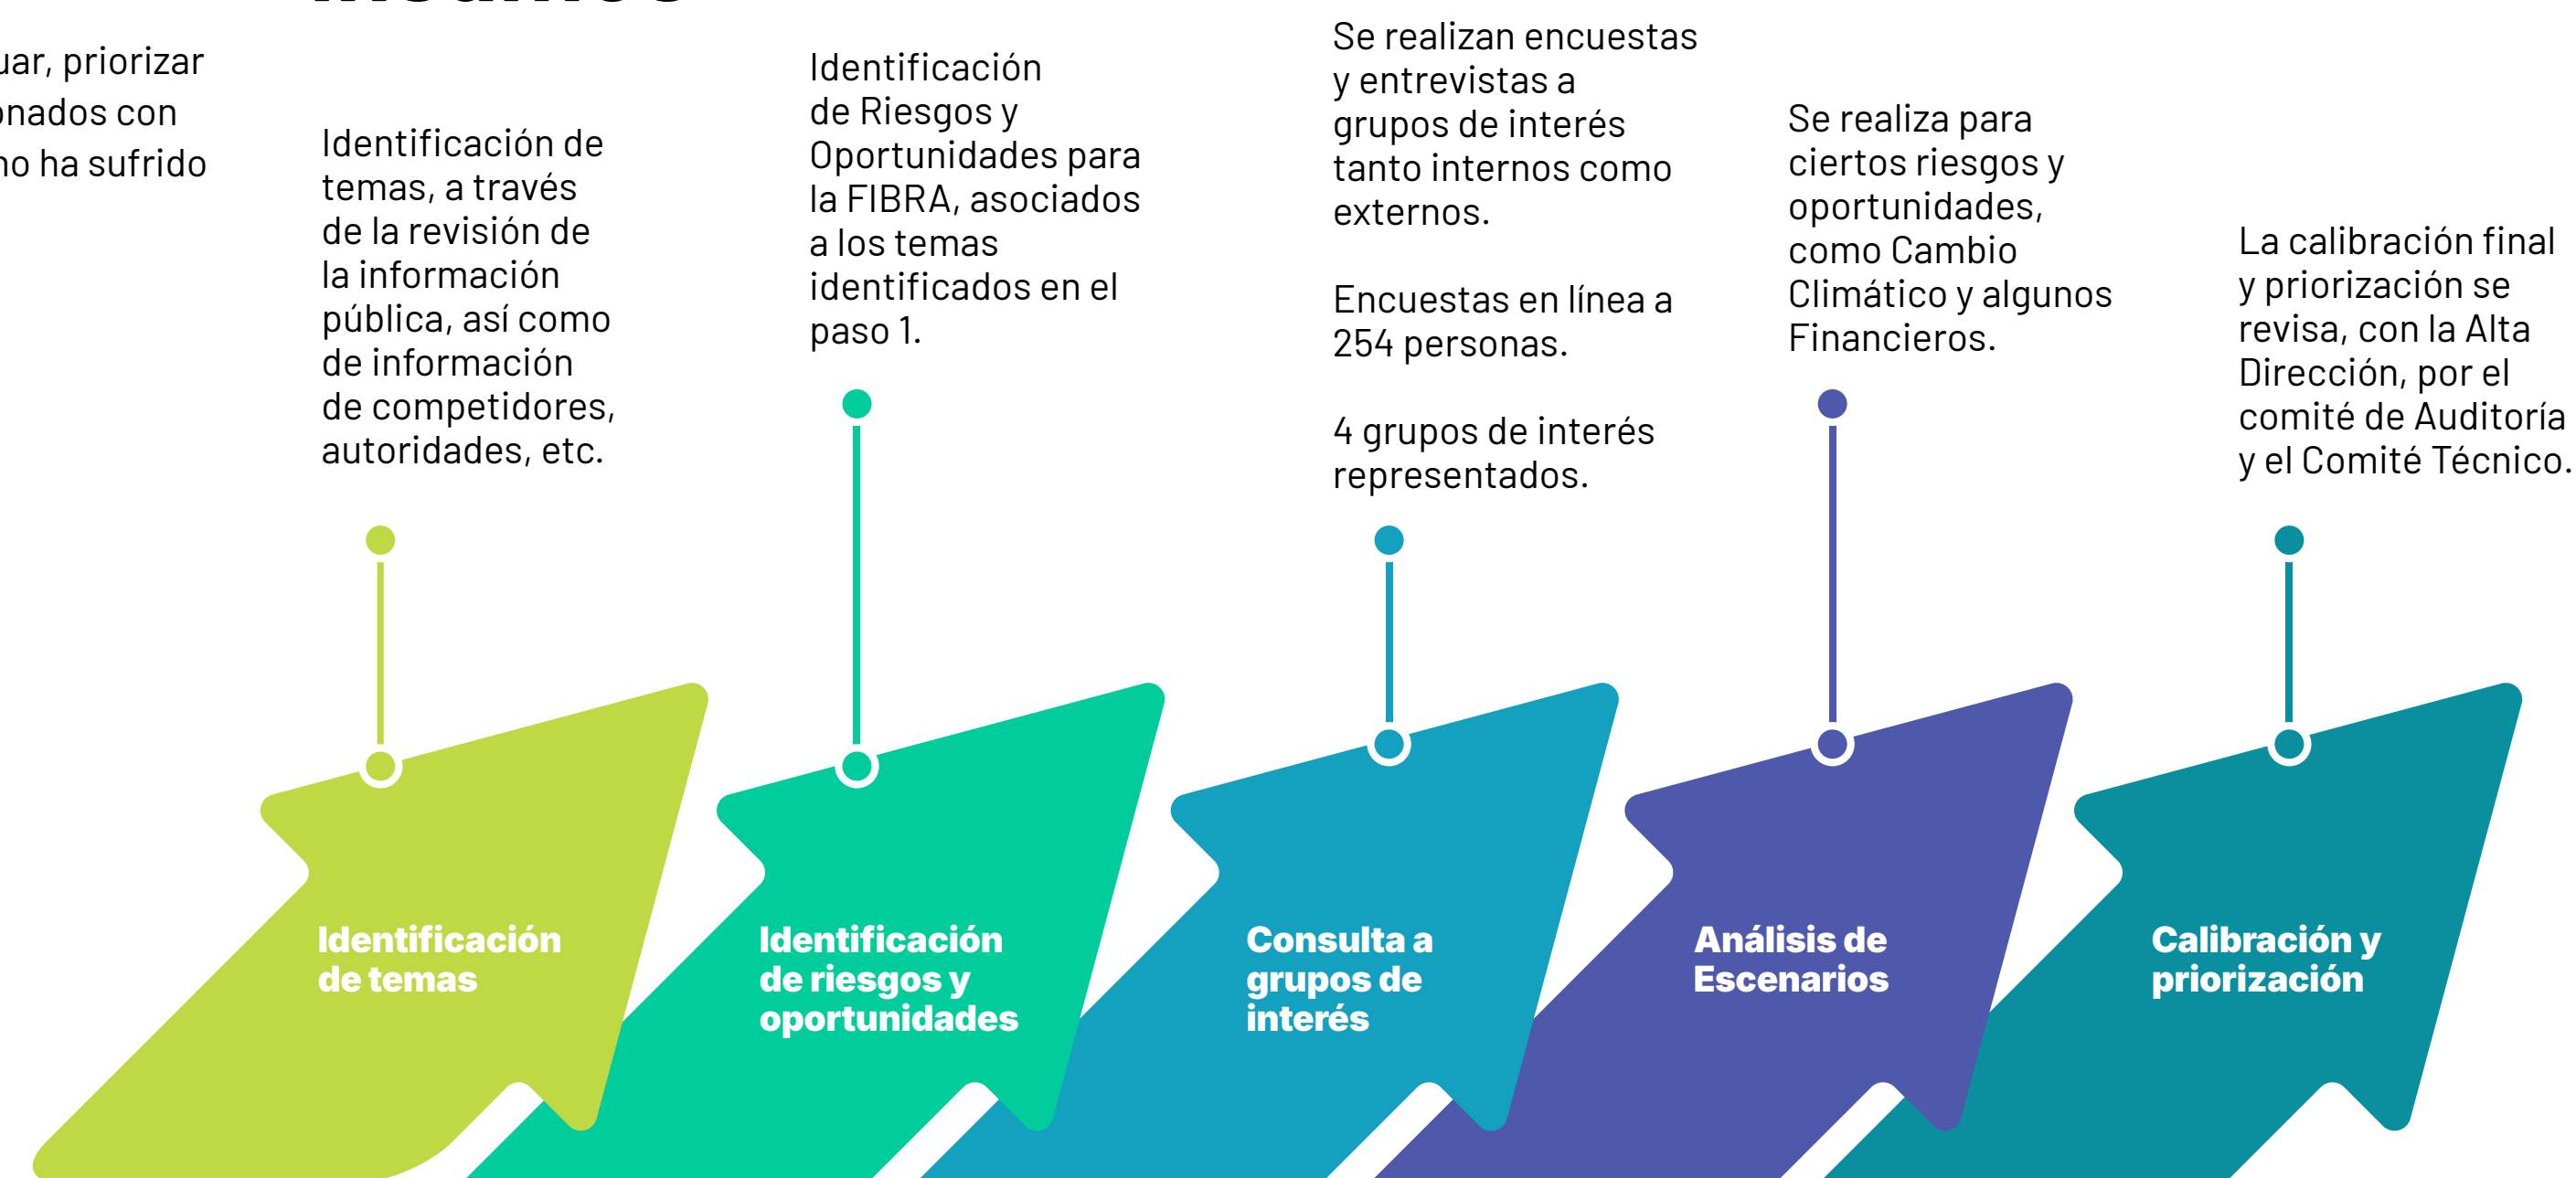 priorizar
con
ha sufrido
Identificación de
temas, a través
de la revisión de
la información
pública, así como
de información
de competidores,
autoridades, etc.
Identificación
de Riesgos y
Oportunidades para
la FIBRA, asociados
a los temas
identificados en el
paso 1.
Se realizan encuestas
y entrevistas a
grupos de interés
tanto internos como
externos.
Encuestas en línea a
254 personas.
4 grupos de interés
representados.
Se realiza para
ciertos riesgos y
oportunidades,
como Cambio
Climático y algunos
Financieros.
La calibración final
y priorización se
revisa, con la Alta
Dirección, por el
comité de Auditoría
y el Comité Técnico.
Identificación
de temas
Identificación
de riesgos y
oportunidades
Consulta a
grupos de
interés
Análisis de
Escenarios
Calibración y
priorización